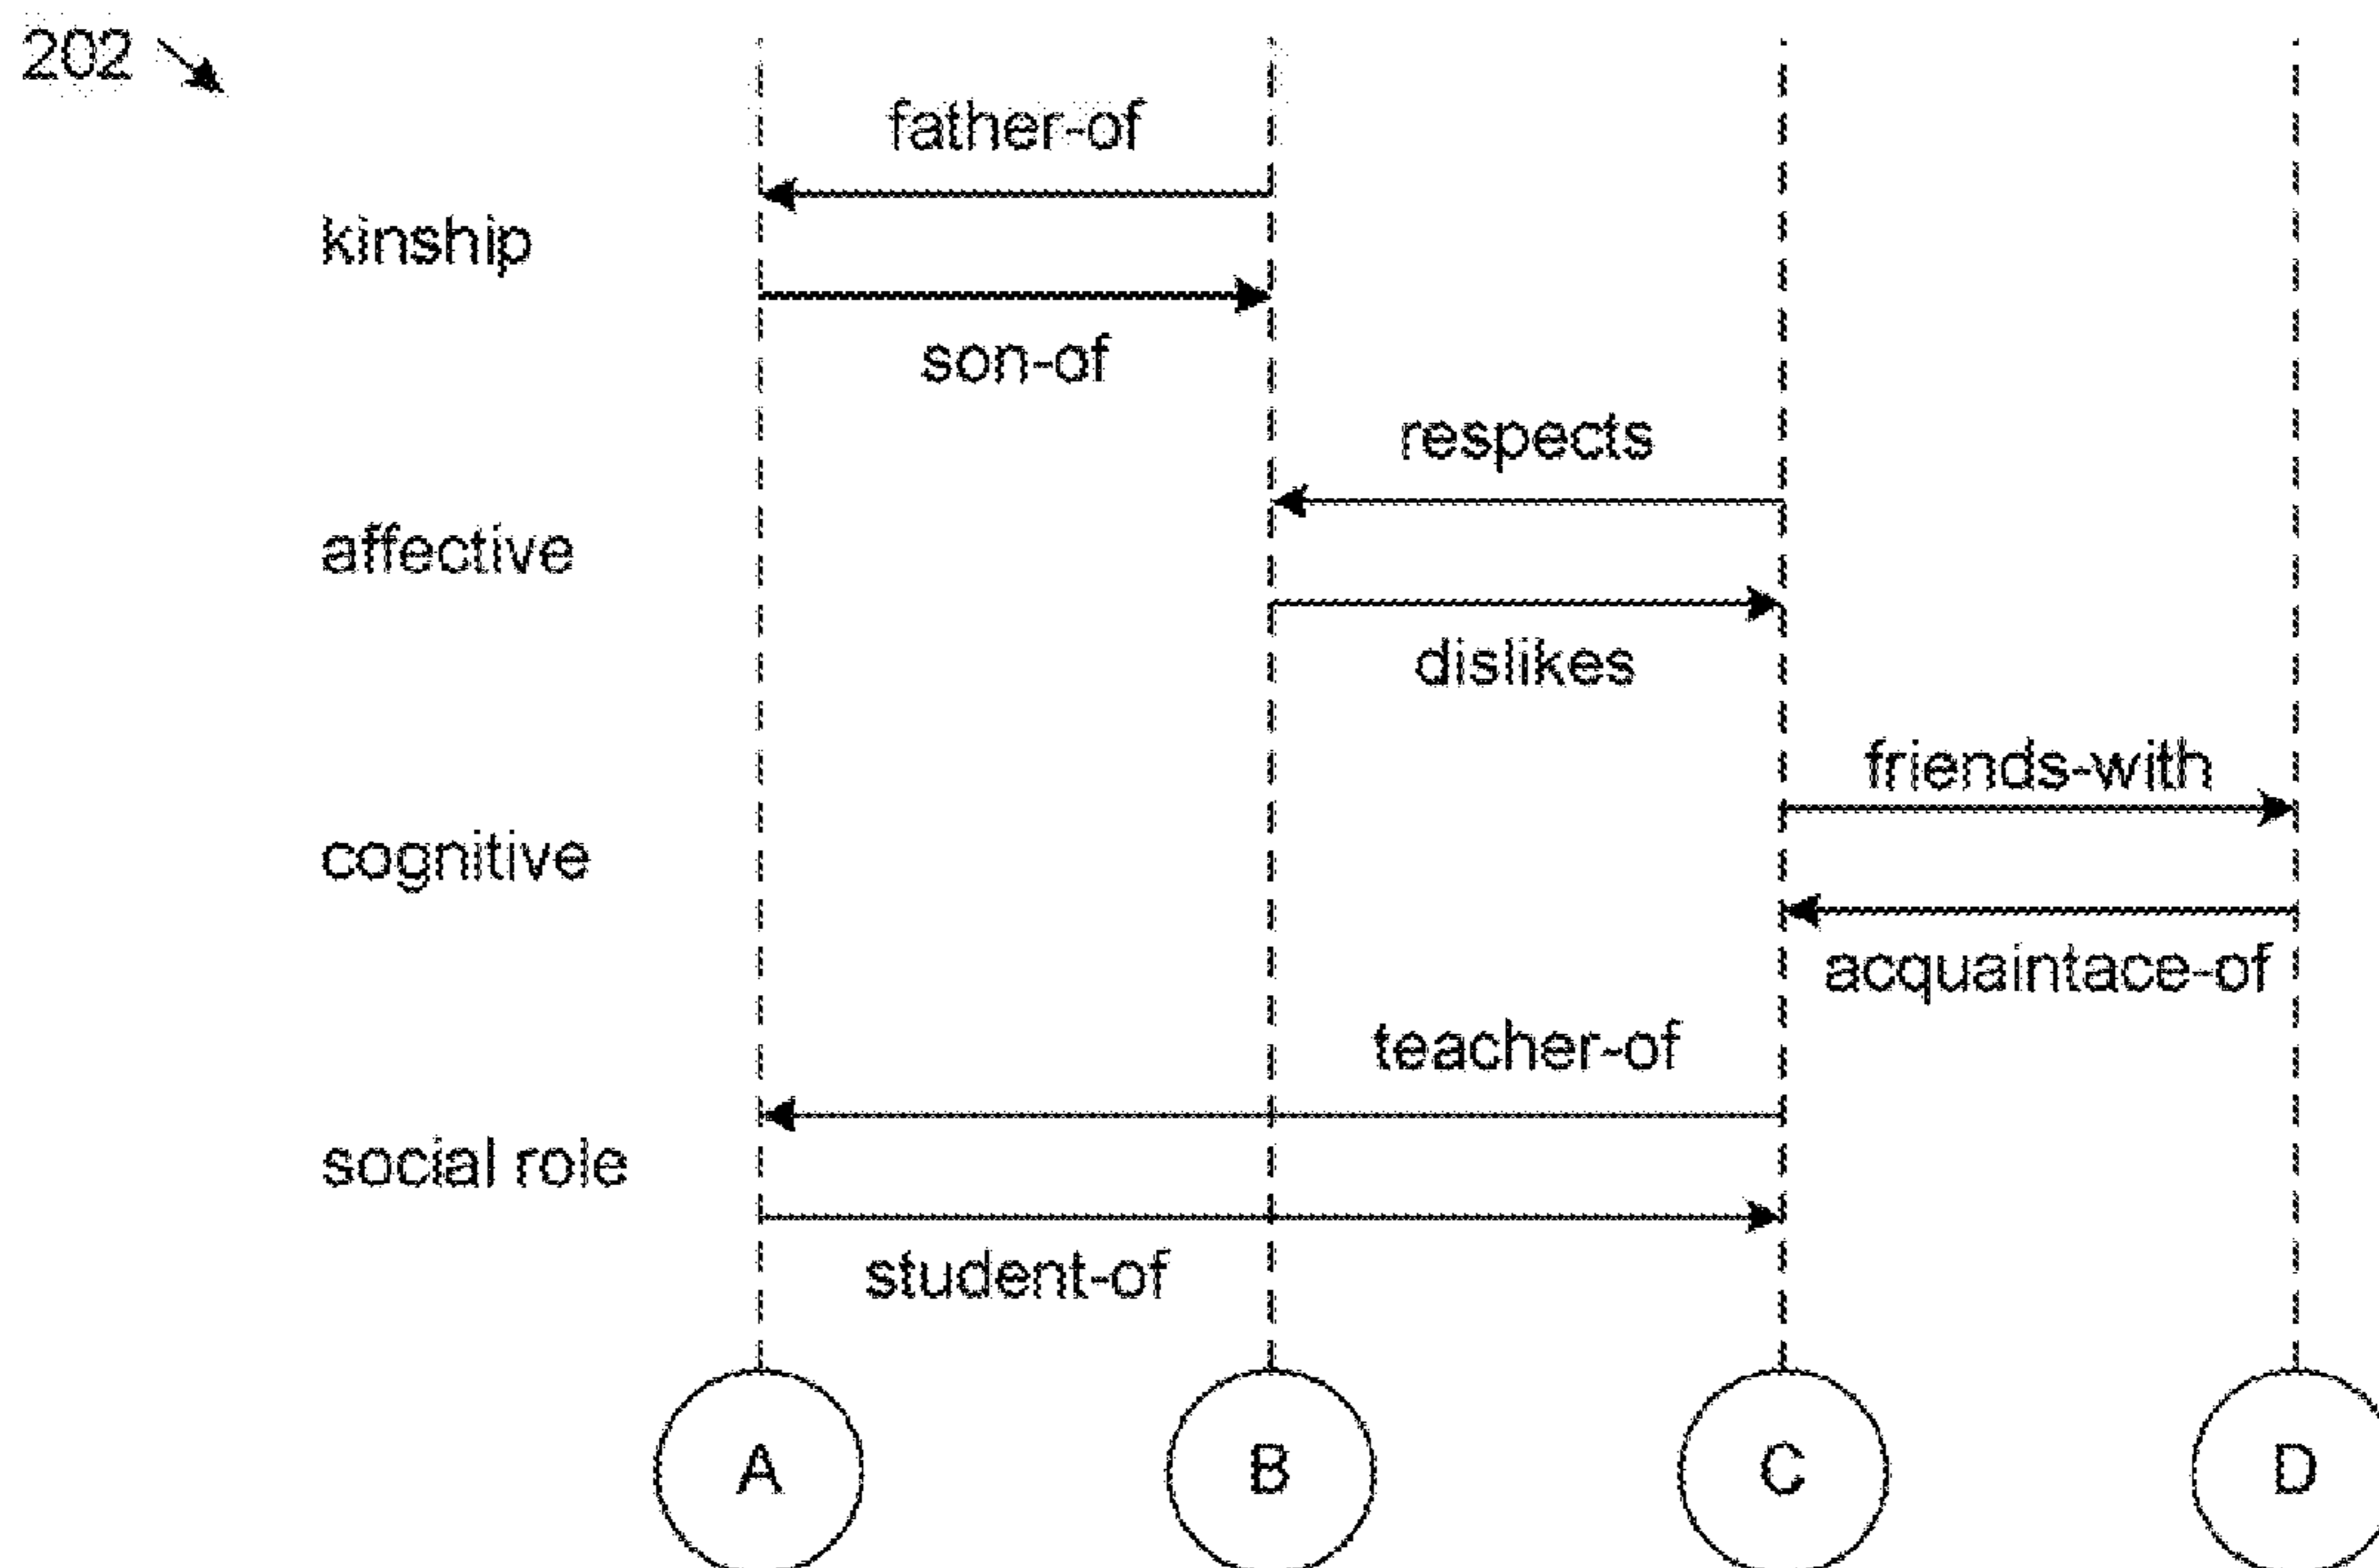 202
father-of
kinship
son-of
respects
affective
dislikes
friends-with
cognitive
acquaintace-of
teacher-of
social role
student-of
A B C D